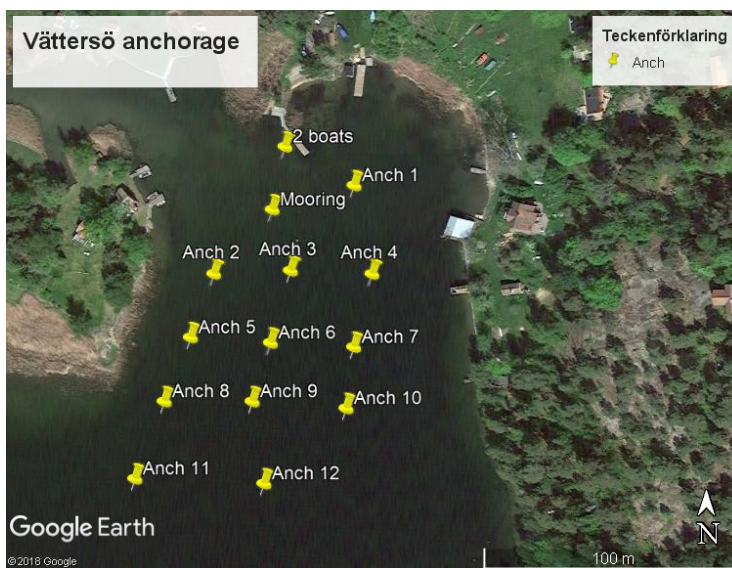 Vättersö anchorage
Teckenförklaring
Anch
2 boats
Anch 1
Mooring
Anch 2
Anch 3
Anch 4
Anch 5
Anch 6
Anch 7
Anch 8
Anch 9
Anch 10
Anch 11
Anch 12
Google Earth
N
©2018 Google
100 m